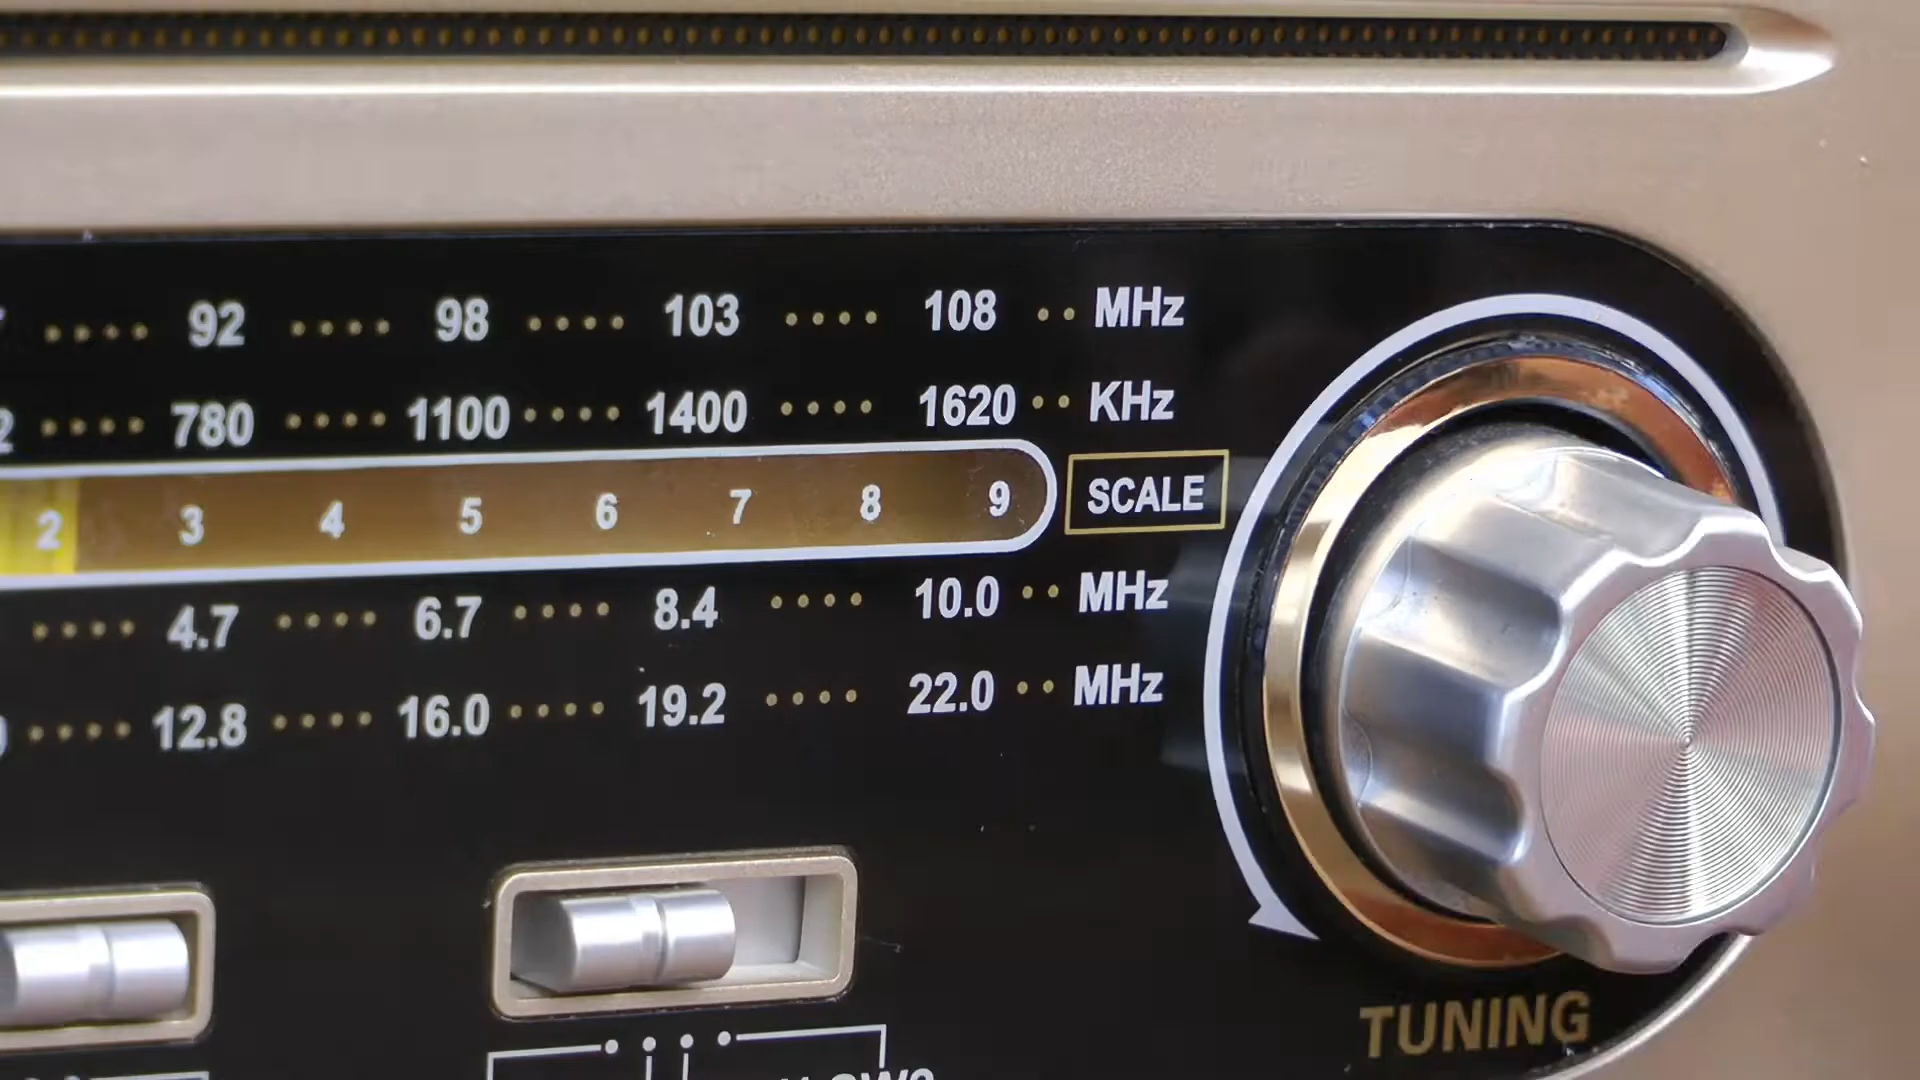 92 98 103 108 MHz
780 1100 1400 1620 KHz
2 3 4 5 6 7 8 9 SCALE
4.7 6.7 8.4 10.0 MHz
12.8 16.0 19.2 22.0 MHz
TUNING